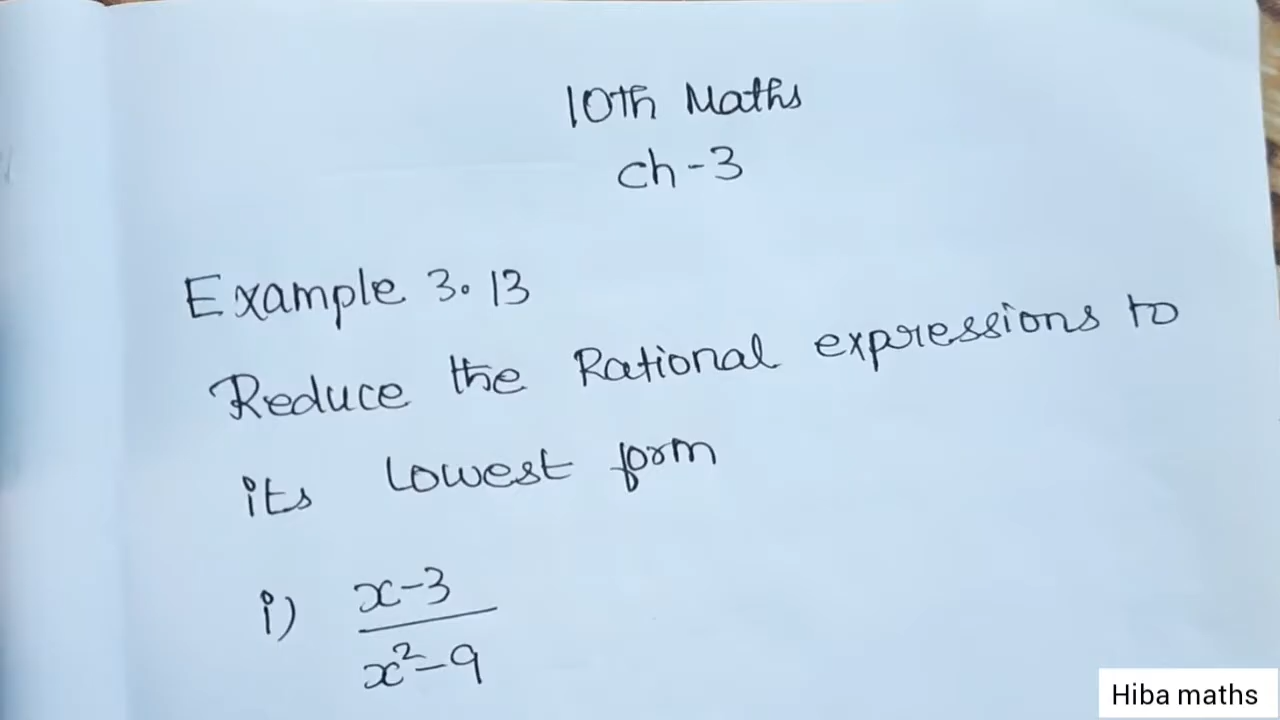 10Th Maths
ch-3
Example 3.13
Reduce the Rational expressions to
its lowest form
i) x-3
x²-9
Hiba maths